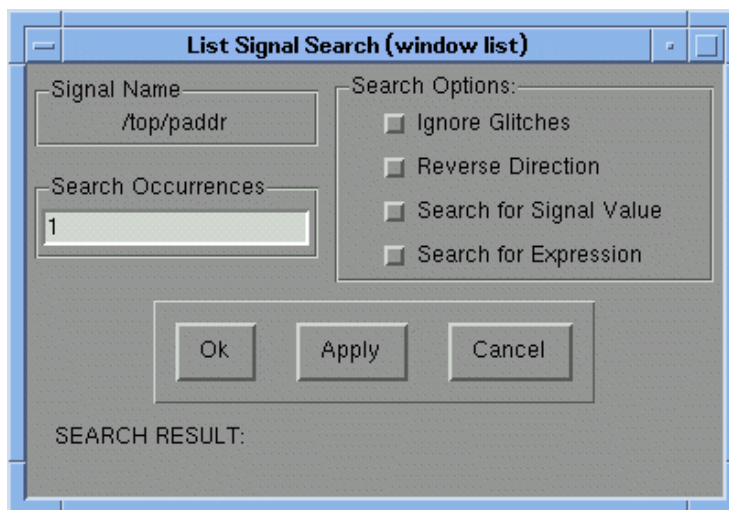 List Signal Search (window list)
Signal Name
/top/paddr
Search Occurrences
1
Search Options:
Ignore Glitches
Reverse Direction
Search for Signal Value
Search for Expression
Ok
Apply
Cancel
SEARCH RESULT: